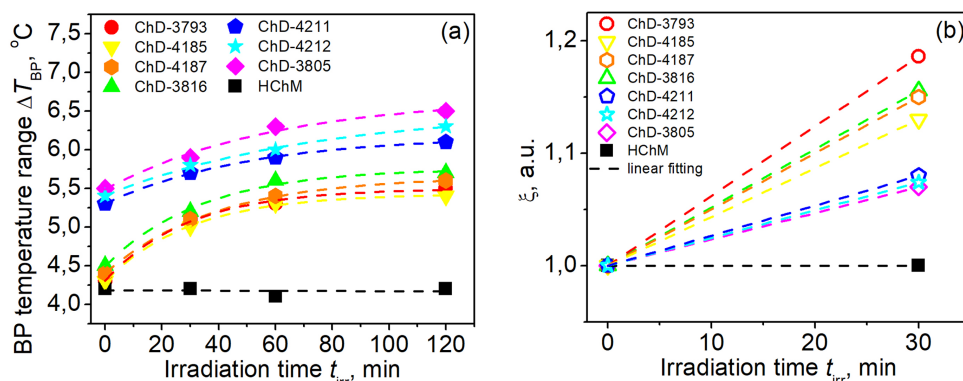 (a)
BP temperature range ΔT_BP, °C
7,5
7,0
6,5
6,0
5,5
5,0
4,5
4,0
ChD-3793
ChD-4185
ChD-4187
ChD-3816
ChD-4211
ChD-4212
ChD-3805
HChM
0 20 40 60 80 100 120
Irradiation time t_irr, min
(b)
ξ, a.u.
1,2
1,1
1,0
ChD-3793
ChD-4185
ChD-4187
ChD-3816
ChD-4211
ChD-4212
ChD-3805
HChM
linear fitting
0 10 20 30
Irradiation time t_irr, min